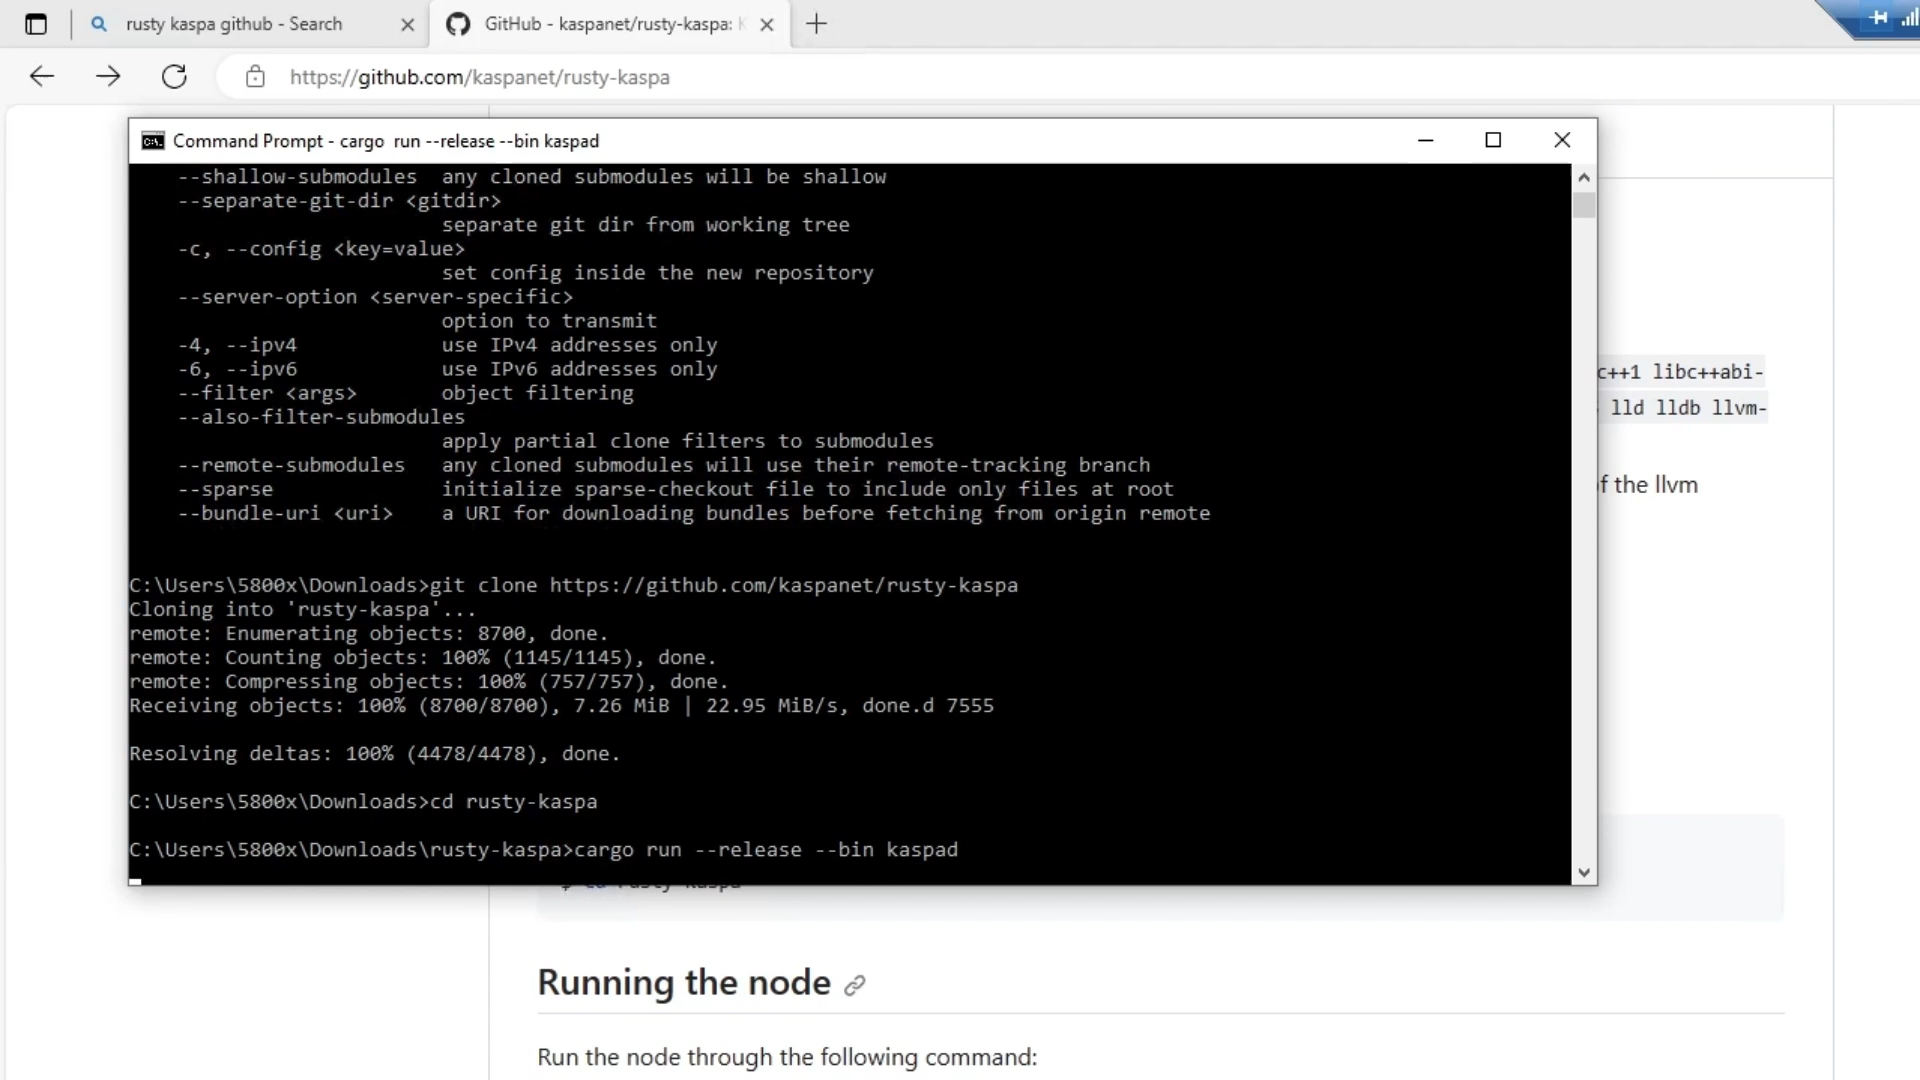 rusty kaspa github - Search
GitHub - kaspanet/rusty-kaspa:
https://github.com/kaspanet/rusty-kaspa
Command Prompt - cargo  run --release --bin kaspad
--shallow-submodules  any cloned submodules will be shallow
--separate-git-dir <gitdir>
separate git dir from working tree
-c, --config <key=value>
set config inside the new repository
--server-option <server-specific>
option to transmit
-4, --ipv4            use IPv4 addresses only
-6, --ipv6            use IPv6 addresses only
--filter <args>       object filtering
--also-filter-submodules
apply partial clone filters to submodules
--remote-submodules   any cloned submodules will use their remote-tracking branch
--sparse              initialize sparse-checkout file to include only files at root
--bundle-uri <uri>    a URI for downloading bundles before fetching from origin remote
C:\Users\5800x\Downloads>git clone https://github.com/kaspanet/rusty-kaspa
Cloning into 'rusty-kaspa'...
remote: Enumerating objects: 8700, done.
remote: Counting objects: 100% (1145/1145), done.
remote: Compressing objects: 100% (757/757), done.
Receiving objects: 100% (8700/8700), 7.26 MiB | 22.95 MiB/s, done.d 7555
Resolving deltas: 100% (4478/4478), done.
C:\Users\5800x\Downloads>cd rusty-kaspa
C:\Users\5800x\Downloads\rusty-kaspa>cargo run --release --bin kaspad
c++1 libc++abi-
lld lldb llvm-
of the llvm
Running the node
Run the node through the following command: